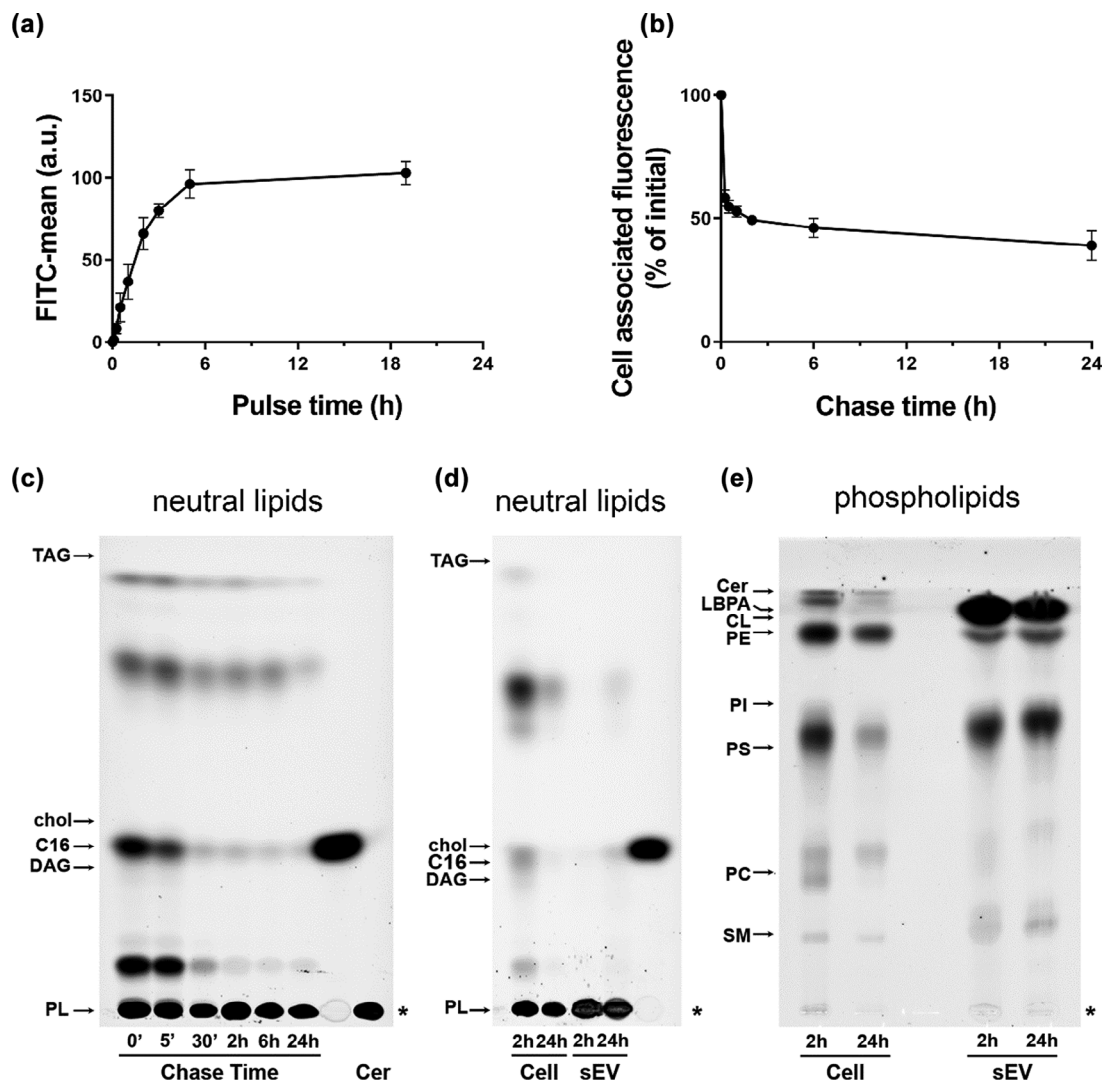 (a)
FITC-mean (a.u.)
150
100
50
0
0 6 12 18 24
Pulse time (h)
(b)
Cell associated fluorescence
(% of initial)
100
50
0
0 6 12 18 24
Chase time (h)
(c)
neutral lipids
TAG
chol
C16
DAG
PL
*
0’ 5’ 30’ 2h 6h 24h
Chase Time Cer
(d)
neutral lipids
TAG
chol
C16
DAG
PL
*
2h 24h 2h 24h
Cell sEV
(e)
phospholipids
Cer
LBPA
CL
PE
PI
PS
PC
SM
*
2h 24h 2h 24h
Cell sEV